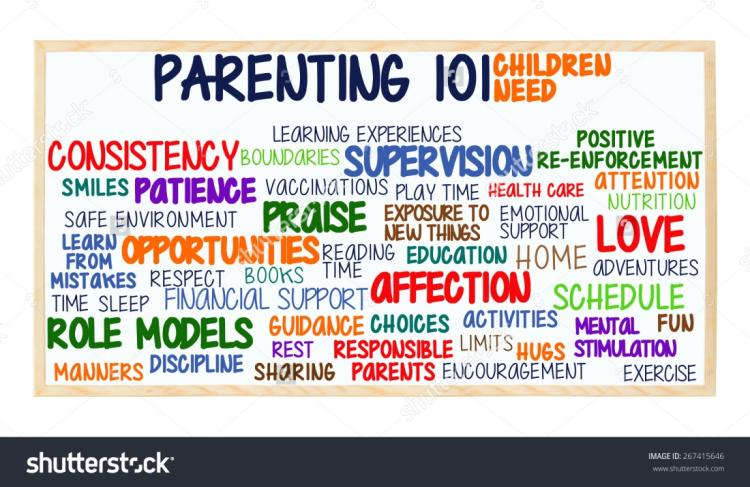 PARENTING 101 CHILDREN NEED
LEARNING EXPERIENCES
CONSISTENCY BOUNDARIES SUPERVISION POSITIVE RE-ENFORCEMENT
SMILES PATIENCE VACCINATIONS PLAY TIME HEALTH CARE ATTENTION
NUTRITION
SAFE ENVIRONMENT PRAISE EXPOSURE TO NEW THINGS EMOTIONAL SUPPORT LOVE
LEARN FROM MISTAKES OPPORTUNITIES READING TIME EDUCATION HOME ADVENTURES
RESPECT BOOKS
TIME SLEEP FINANCIAL SUPPORT AFFECTION SCHEDULE
ROLE MODELS GUIDANCE CHOICES ACTIVITIES MENTAL STIMULATION FUN
REST RESPONSIBLE PARENTS LIMITS HUGS
MANNERS DISCIPLINE SHARING ENCOURAGEMENT EXERCISE
shutterstock
IMAGE ID: 267415646
www.shutterstock.com